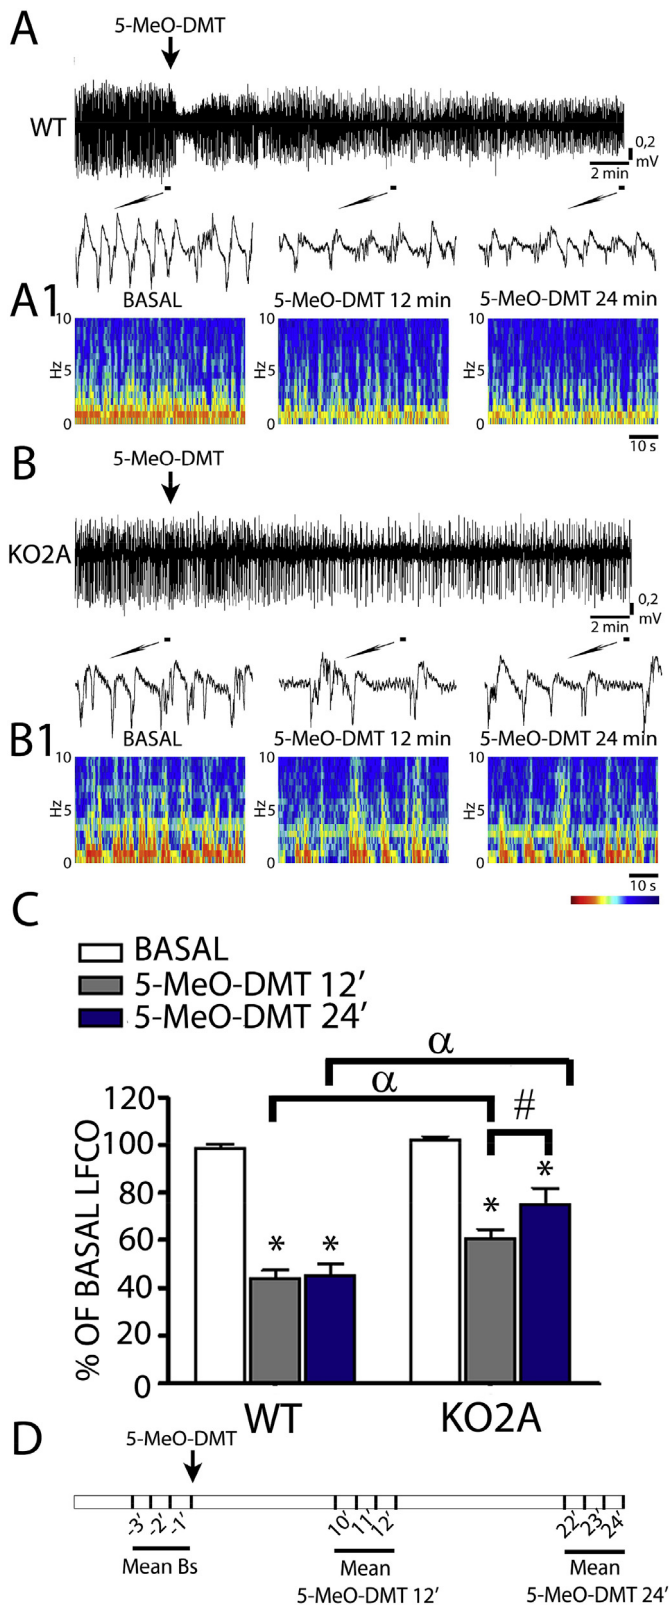 A
5-MeO-DMT
WT
0,2
mV
2 min
A1
BASAL
5-MeO-DMT 12 min
5-MeO-DMT 24 min
10
10
10
Hz
5
Hz
5
Hz
5
0
0
0
10 s
B
5-MeO-DMT
KO2A
0,2
mV
2 min
B1
BASAL
5-MeO-DMT 12 min
5-MeO-DMT 24 min
10
10
10
Hz
5
Hz
5
Hz
5
0
0
0
10 s
C
BASAL
5-MeO-DMT 12′
5-MeO-DMT 24′
α
α
#
% OF BASAL LFCO
120
100
80
60
40
20
0
* *
* *
WT
KO2A
D
5-MeO-DMT
-3′ -2′ -1′
10′ 11′ 12′
22′ 23′ 24′
Mean Bs
Mean
5-MeO-DMT 12′
Mean
5-MeO-DMT 24′